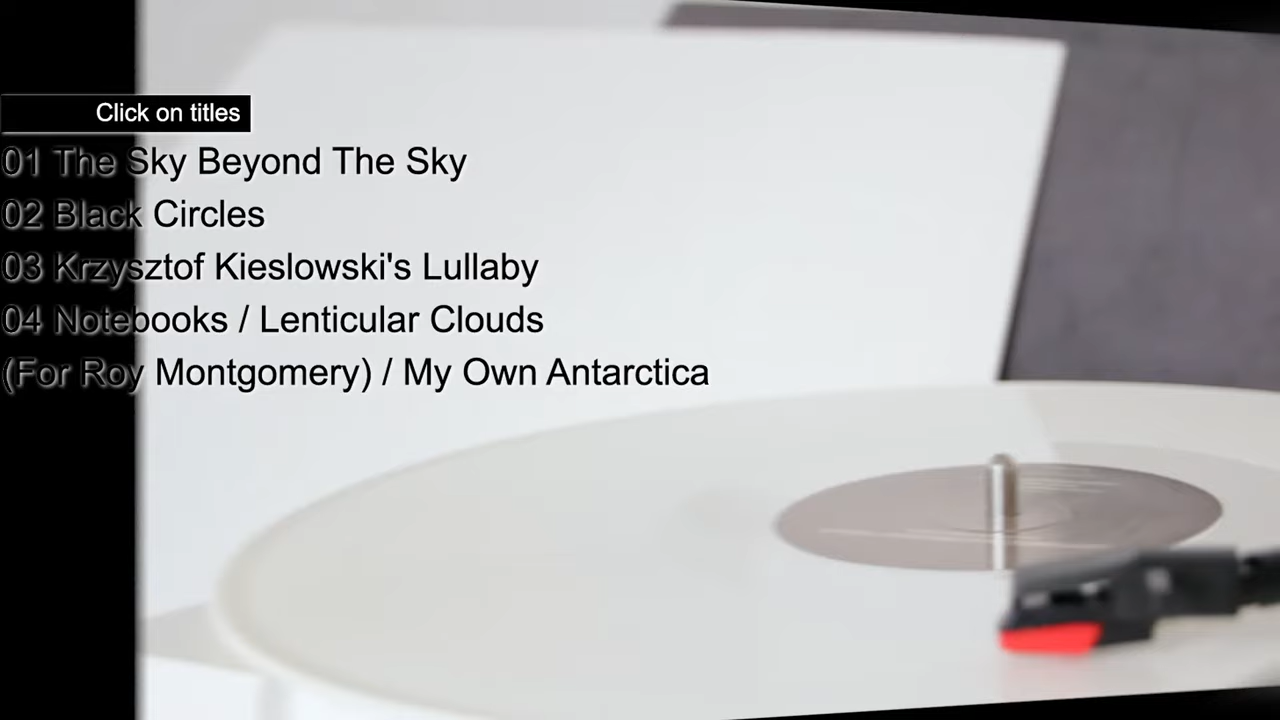 Click on titles
01 The Sky Beyond The Sky
02 Black Circles
03 Krzysztof Kieslowski's Lullaby
04 Notebooks / Lenticular Clouds
(For Roy Montgomery) / My Own Antarctica